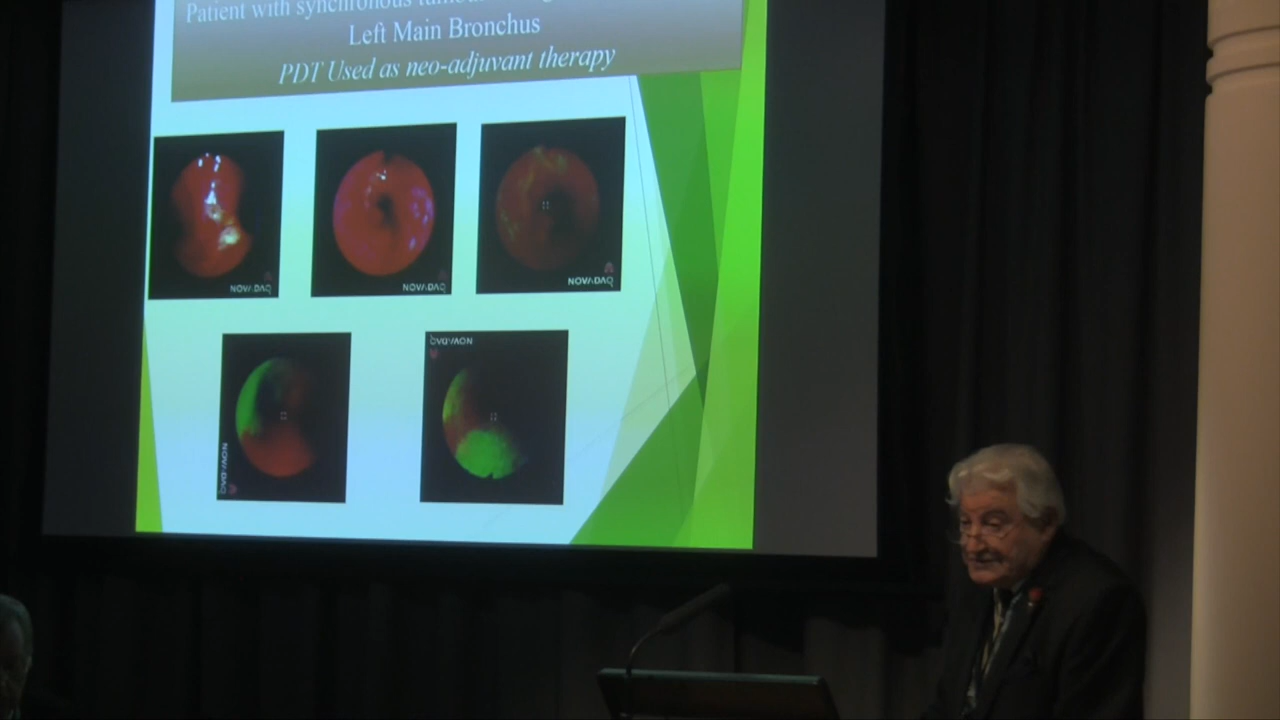 Patient with synchronous
Left Main Bronchus
PDT Used as neo-adjuvant therapy
NOVADAQ
NOVADAQ
NOVADAQ
NOVADAQ
NOVADAQ